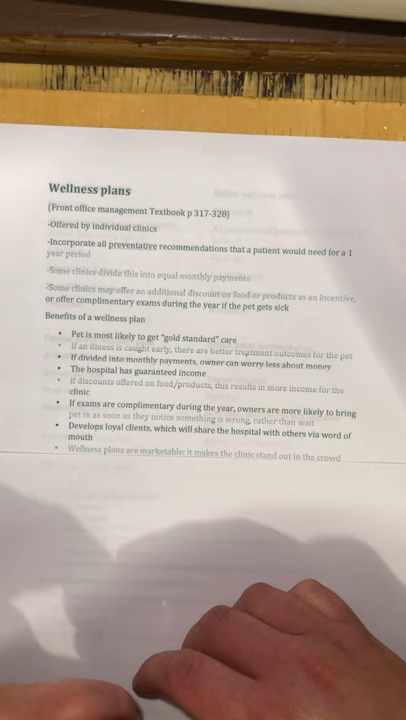 Wellness plans
(Front office management Textbook p 317-328)
-Offered by individual clinics
-Incorporate all preventative recommendations that a patient would need for a 1
year period
-Some clinics divide this into equal monthly payments
-Some clinics may offer an additional discount on food or products as an incentive,
or offer complimentary exams during the year if the pet gets sick
Benefits of a wellness plan
• Pet is most likely to get "gold standard" care
• If an illness is caught early, there are better treatment outcomes for the pet
• If divided into monthly payments, owner can worry less about money
• The hospital has guaranteed income
• If discounts offered on food/products, this results in more income for the
clinic
• If exams are complimentary during the year, owners are more likely to bring
pet in as soon as they notice something is wrong, rather than wait
• Develops loyal clients, which will share the hospital with others via word of
mouth
• Wellness plans are marketable: it makes the clinic stand out in the crowd